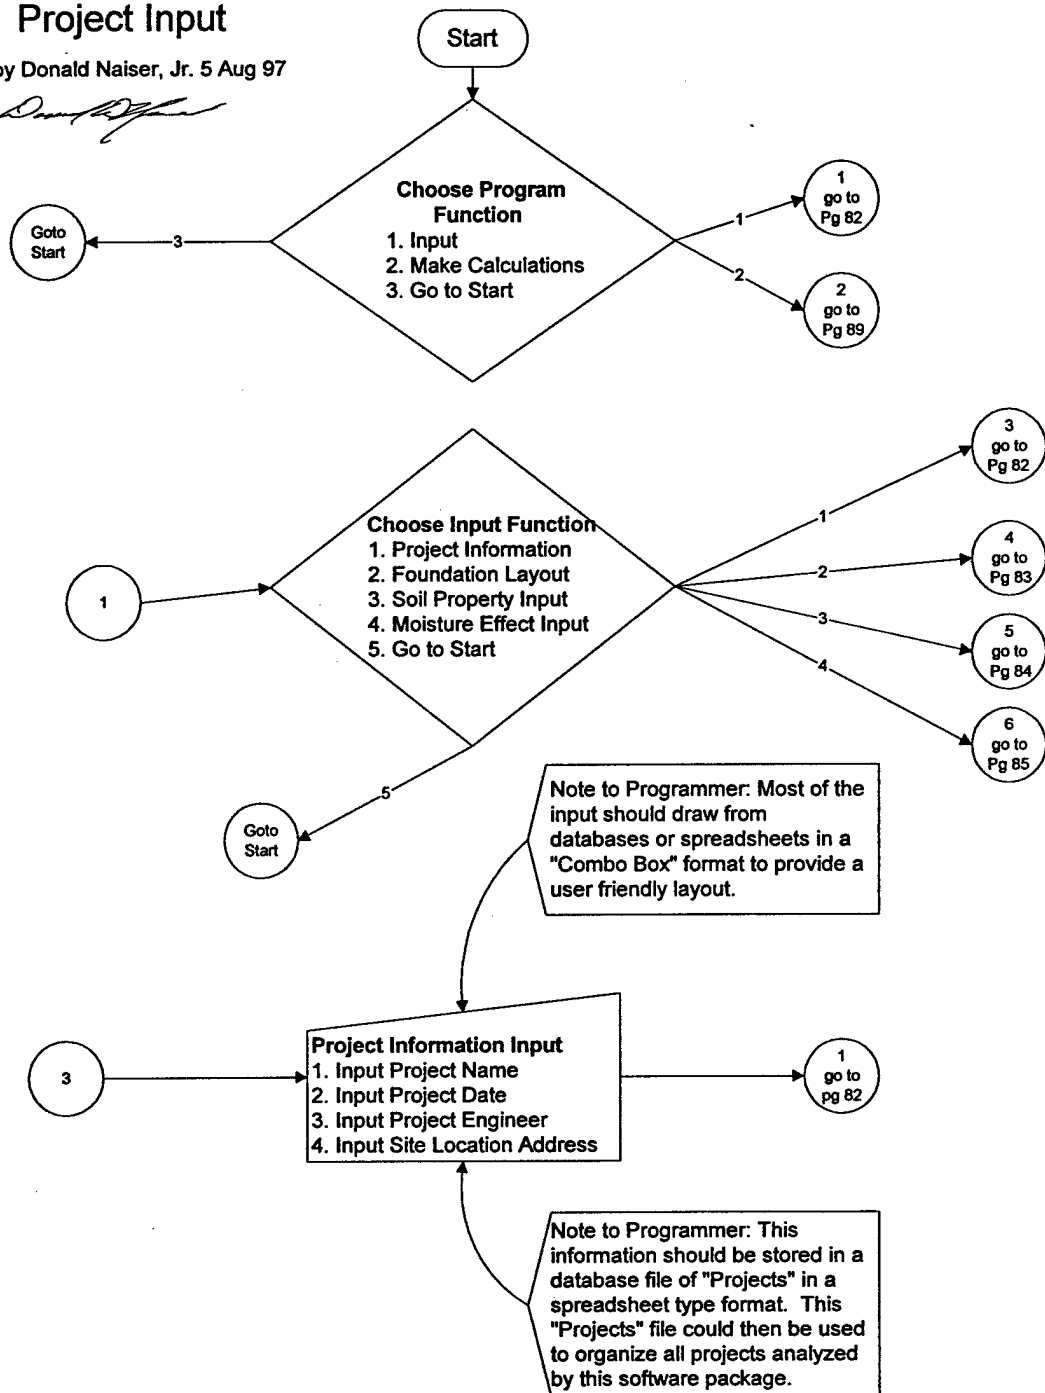 Project Input
by Donald Naiser, Jr. 5 Aug 97
Start
Choose Program
Function
1. Input
2. Make Calculations
3. Go to Start
3
Goto
Start
1
1
go to
Pg 82
2
2
go to
Pg 89
1
Choose Input Function
1. Project Information
2. Foundation Layout
3. Soil Property Input
4. Moisture Effect Input
5. Go to Start
1
3
go to
Pg 82
2
4
go to
Pg 83
3
5
go to
Pg 84
4
6
go to
Pg 85
5
Goto
Start
Note to Programmer: Most of the
input should draw from
databases or spreadsheets in a
"Combo Box" format to provide a
user friendly layout.
3
Project Information Input
1. Input Project Name
2. Input Project Date
3. Input Project Engineer
4. Input Site Location Address
1
go to
pg 82
Note to Programmer: This
information should be stored in a
database file of "Projects" in a
spreadsheet type format. This
"Projects" file could then be used
to organize all projects analyzed
by this software package.